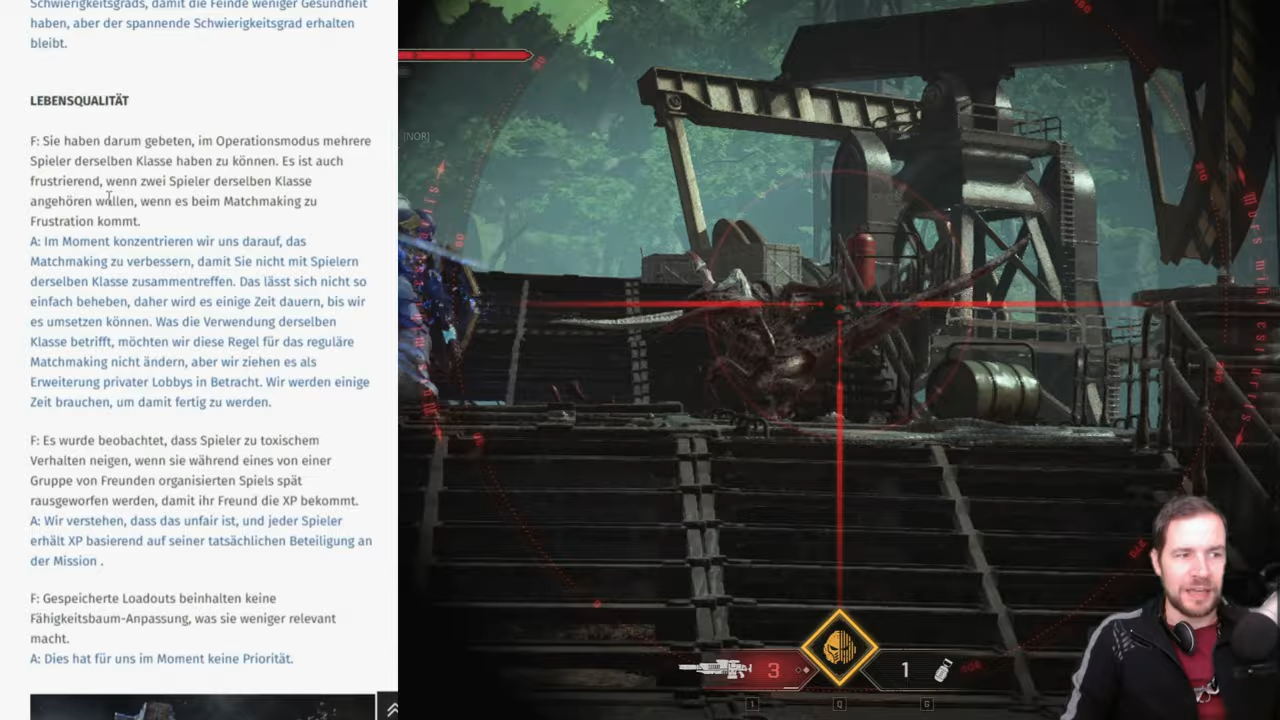 Schwierigkeitsgrads, damit die Feinde weniger Gesundheit
haben, aber der spannende Schwierigkeitsgrad erhalten
bleibt.
LEBENSQUALITÄT
F: Sie haben darum gebeten, im Operationsmodus mehrere
Spieler derselben Klasse haben zu können. Es ist auch
frustrierend, wenn zwei Spieler derselben Klasse
angehören wollen, wenn es beim Matchmaking zu
Frustration kommt.
A: Im Moment konzentrieren wir uns darauf, das
Matchmaking zu verbessern, damit Sie nicht mit Spielern
derselben Klasse zusammentreffen. Das lässt sich nicht so
einfach beheben, daher wird es einige Zeit dauern, bis wir
es umsetzen können. Was die Verwendung derselben
Klasse betrifft, möchten wir diese Regel für das reguläre
Matchmaking nicht ändern, aber wir ziehen es als
Erweiterung privater Lobbys in Betracht. Wir werden einige
Zeit brauchen, um damit fertig zu werden.
F: Es wurde beobachtet, dass Spieler zu toxischem
Verhalten neigen, wenn sie während eines von einer
Gruppe von Freunden organisierten Spiels spät
rausgeworfen werden, damit ihr Freund die XP bekommt.
A: Wir verstehen, dass das unfair ist, und jeder Spieler
erhält XP basierend auf seiner tatsächlichen Beteiligung an
der Mission .
F: Gespeicherte Loadouts beinhalten keine
Fähigkeitsbaum-Anpassung, was sie weniger relevant
macht.
A: Dies hat für uns im Moment keine Priorität.
[NOR]
3
1
1
Q
G